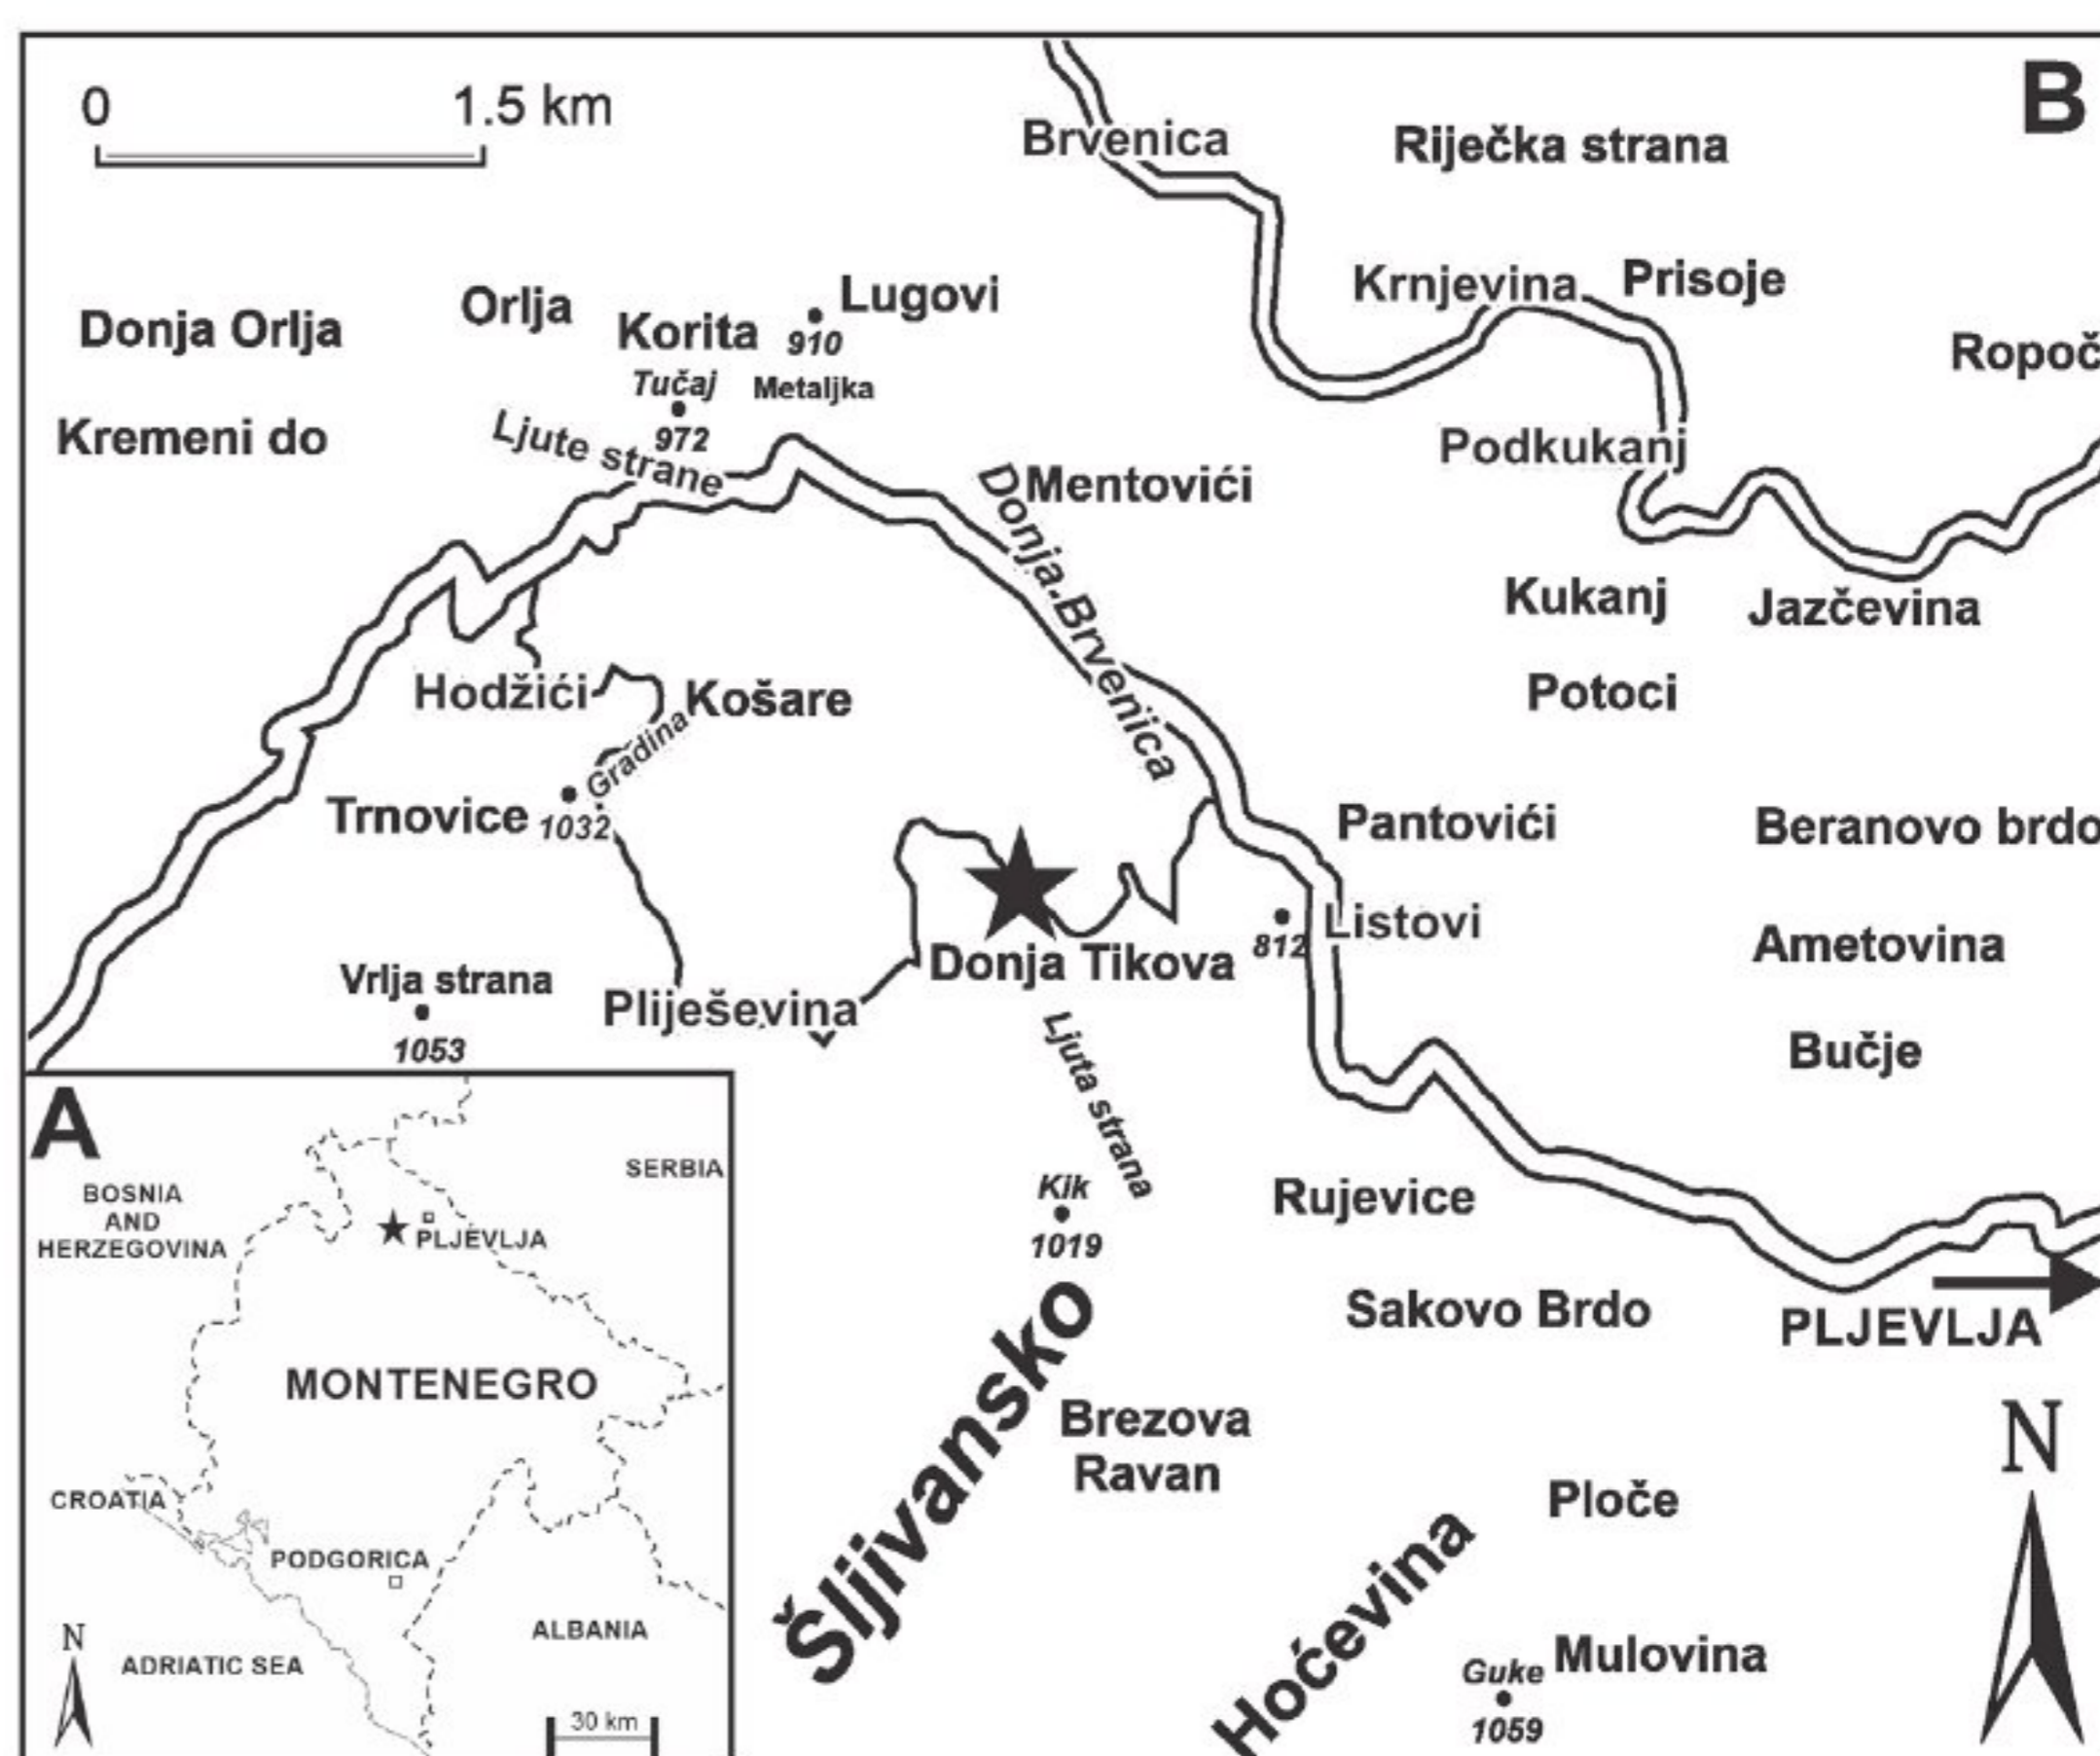 B
0 1.5 km
Brvenica
Riječka strana
Krnjevina
Prisoje
Donja Orlja
Orlja
Korita
910
Lugovi
Ropoč
Tučaj
972
Metaljka
Kremeni do
Ljute strane
Donja Brvenica
Mentovići
Podkukanj
Kukanj
Jazčevina
Hodžići
Košare
Potoci
Gradina
1032
Trnovice
Pantovići
Beranovo brdo
812
Listovi
Donja Tikova
Ametovina
Vrlja strana
1053
Pliješevina
Ljuta strana
Bučje
Kik
1019
Rujevice
Sakovo Brdo
PLJEVLJA
Šljivansko
Brezova
Ravan
N
Ploče
Hoćevina
Guke
1059
Mulovina
A
SERBIA
BOSNIA
AND
HERZEGOVINA
PLJEVLJA
MONTENEGRO
CROATIA
PODGORICA
ALBANIA
N
ADRIATIC SEA
30 km